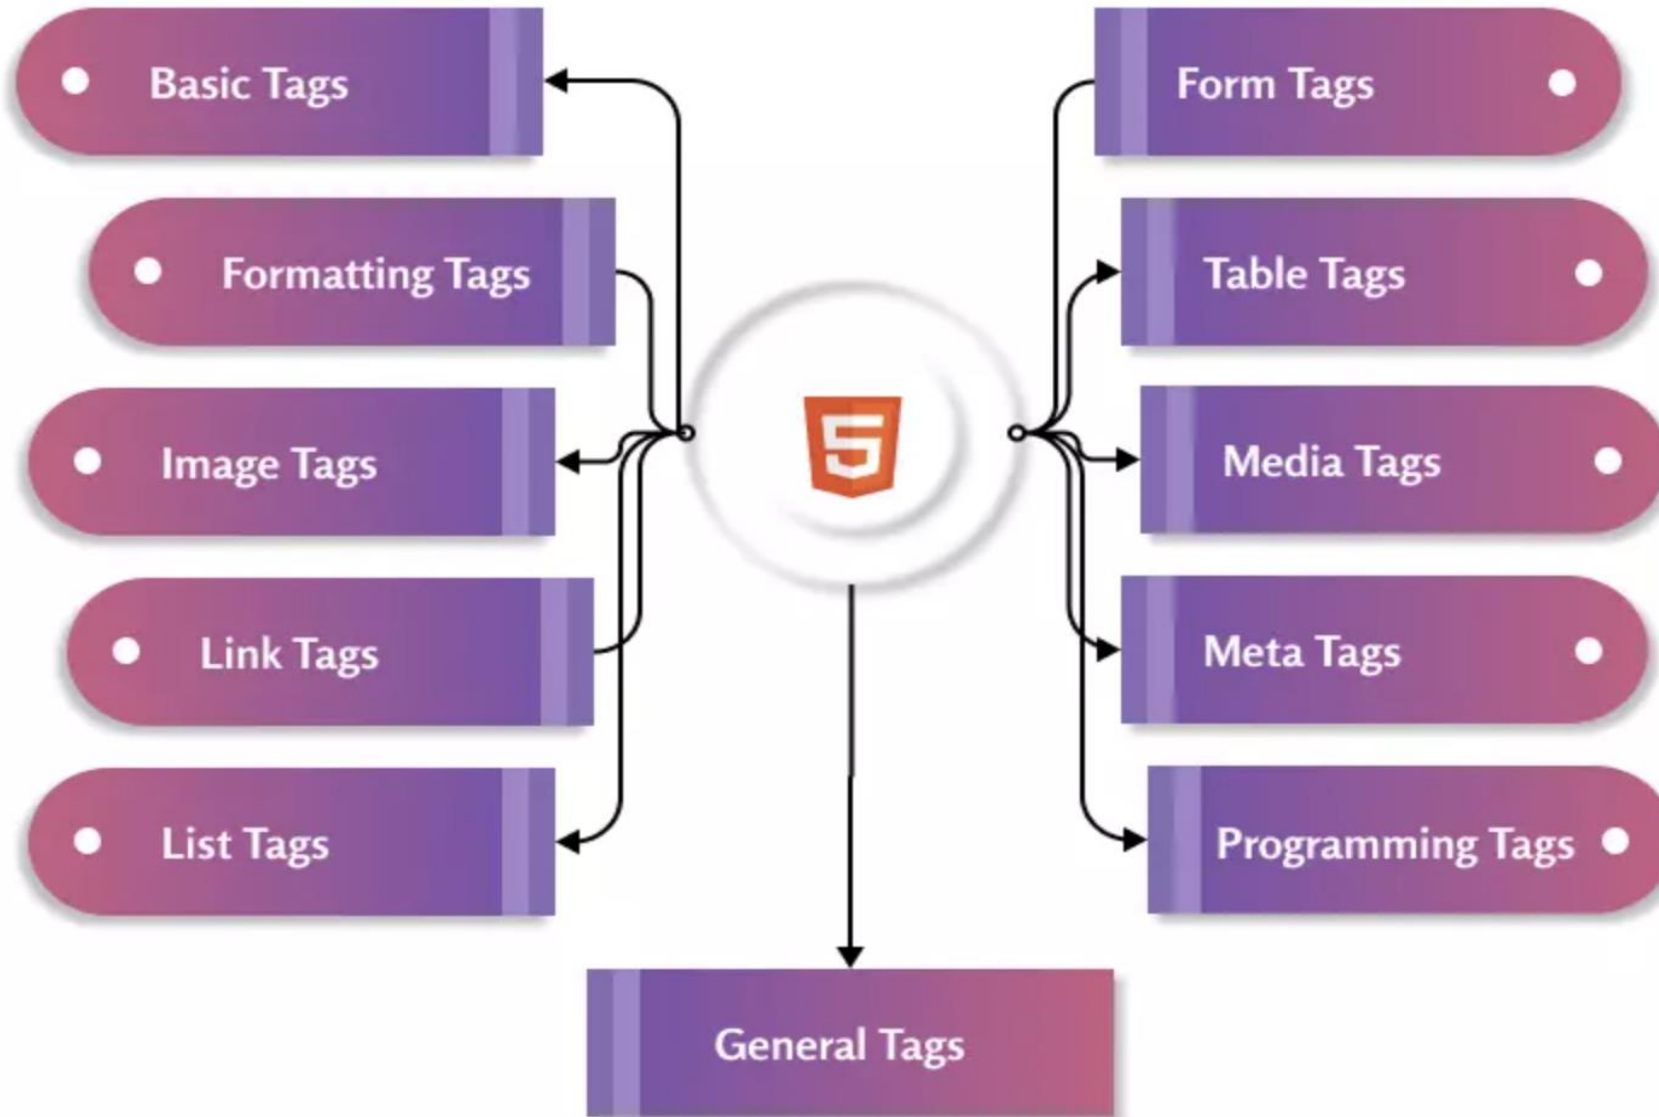 Basic Tags
Formatting Tags
Image Tags
Link Tags
List Tags
Form Tags
Table Tags
Media Tags
Meta Tags
Programming Tags
5
General Tags